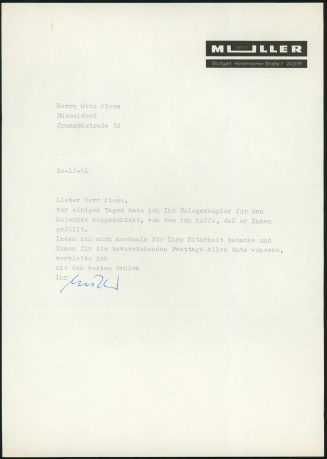 MÜLLER
Stuttgart Hohenheimer Straße 7 242226
Herrn Otto Piene
Düsseldorf
Cranachstraße 32
20-12-61
Lieber Herr Piene,
vor einigen Tagen habe ich Ihr Belegexemplar für den
Kalender weggeschickt, von dem ich hoffe, daß er Ihnen
gefällt.
Indem ich mich nochmals für Ihre Mitarbeit bedanke und
Ihnen für die bevorstehenden Festtage alles Gute wünsche,
verbleibe ich
mit den besten Grüßen
Ihr